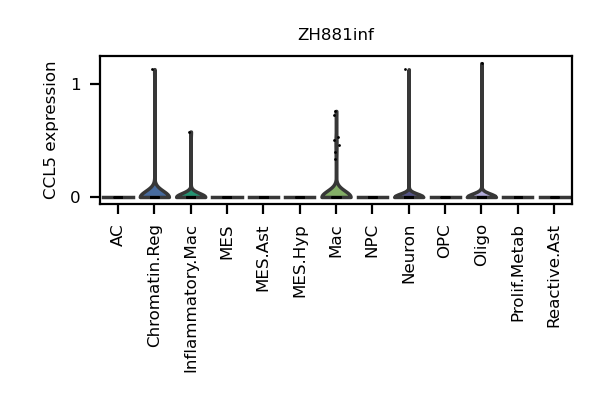 ZH881inf
CCL5 expression
1
0
AC
Chromatin.Reg
Inflammatory.Mac
MES
MES.Ast
MES.Hyp
Mac
NPC
Neuron
OPC
Oligo
Prolif.Metab
Reactive.Ast